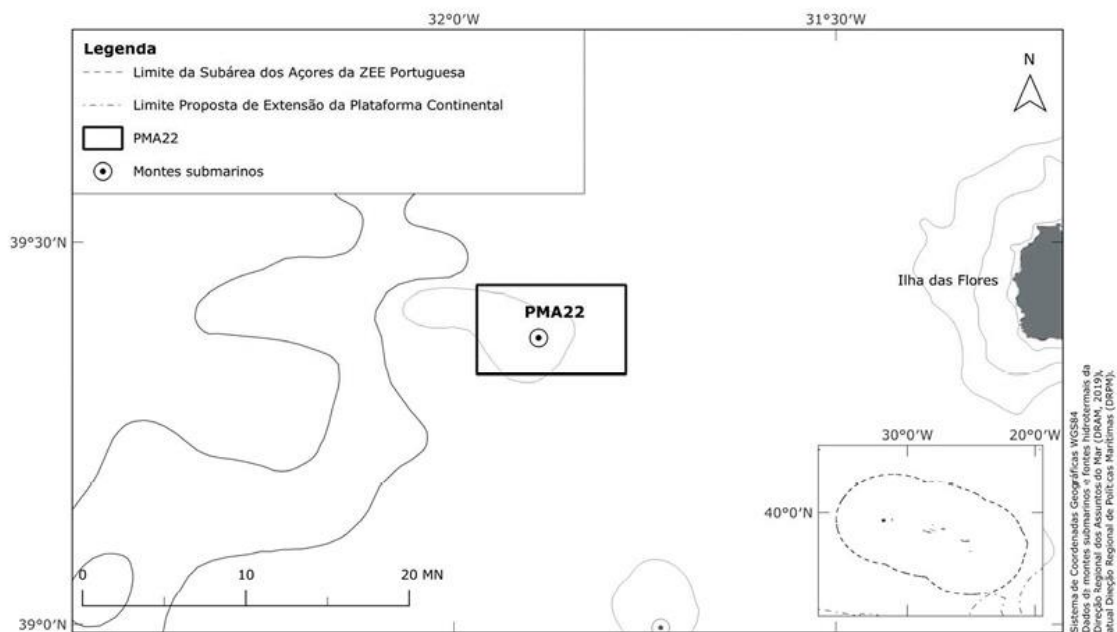 32°0'W
31°30'W
Legenda
Limite da Subárea dos Açores da ZEE Portuguesa
Limite Proposta de Extensão da Plataforma Continental
PMA22
Montes submarinos
N
39°30'N
Ilha das Flores
PMA22
30°0'W
20°0'W
40°0'N
0
10
20 MN
39°0'N
Sistema de Coordenadas Geográficas WGS84
Dados de montes submarinos e fontes hidrotermais da
Direção Regional dos Assuntos do Mar (DRAM, 2019),
atual Direção Regional de Políticas Marítimas (DRPM).